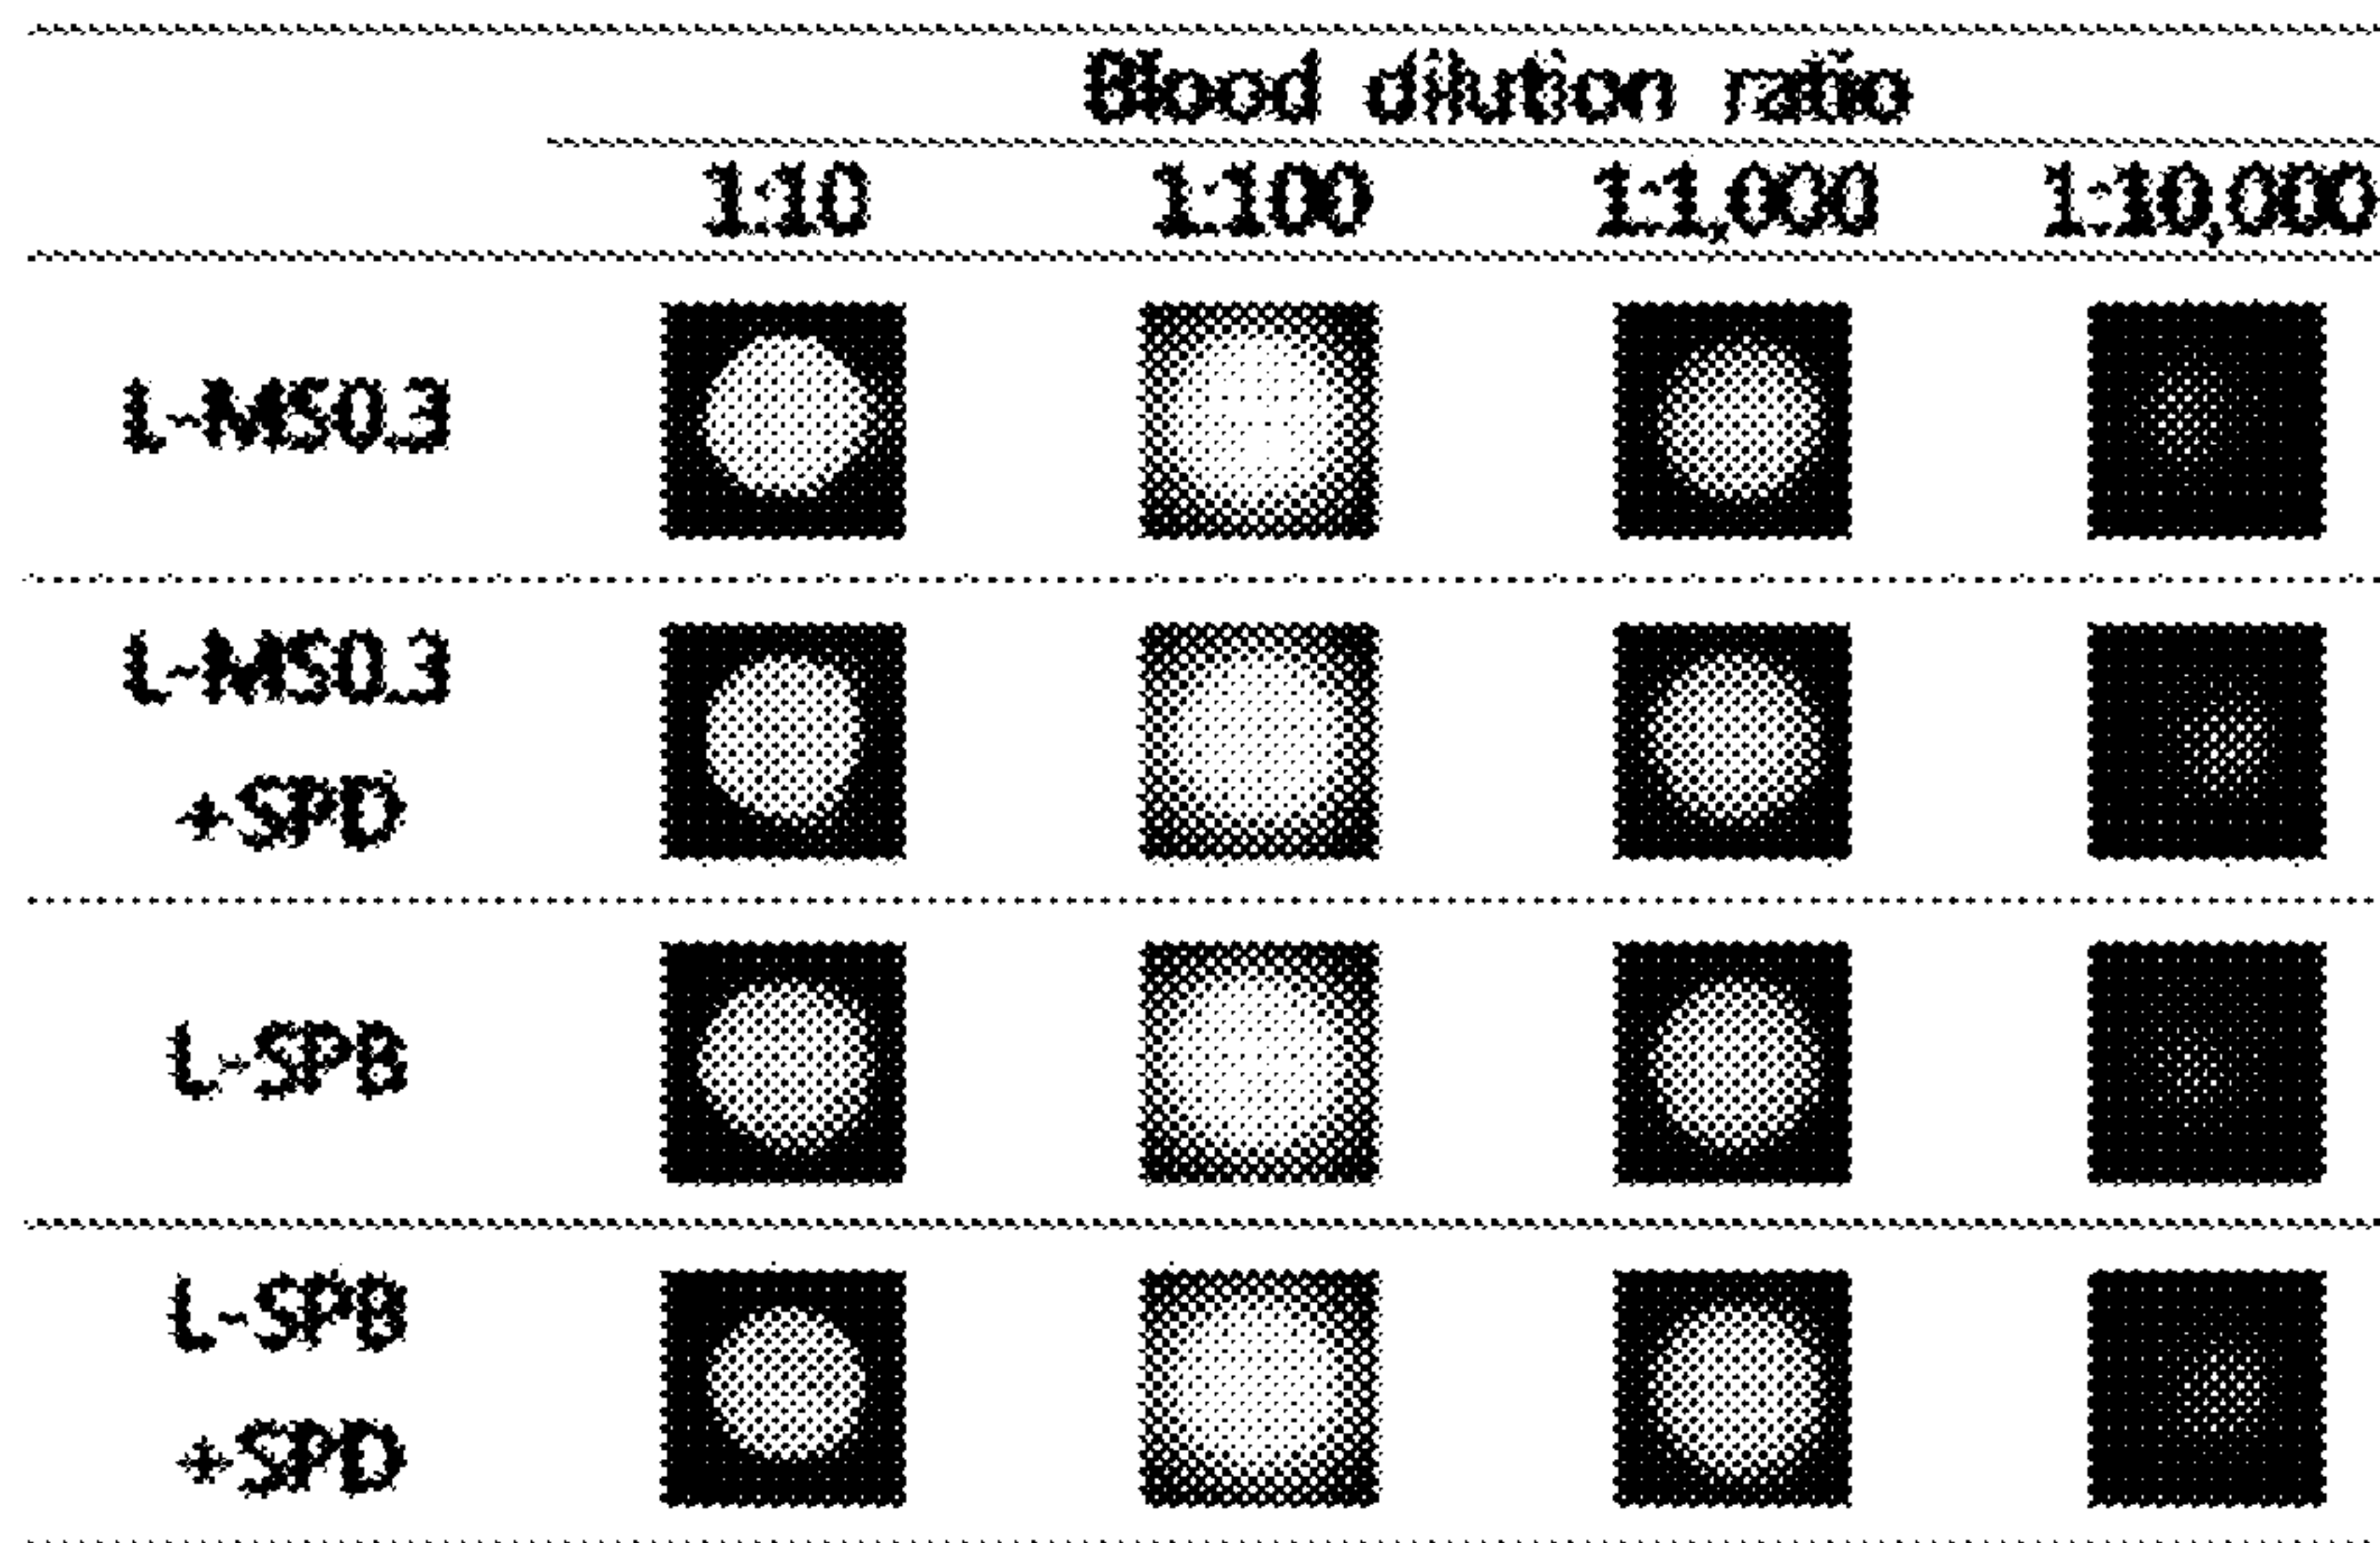 Blood dilution ratio
1:10 1:100 1:1,000 1:10,000
L-MS0.3
L-MS0.3
+SPD
L-SPB
L-SPB
+SPD